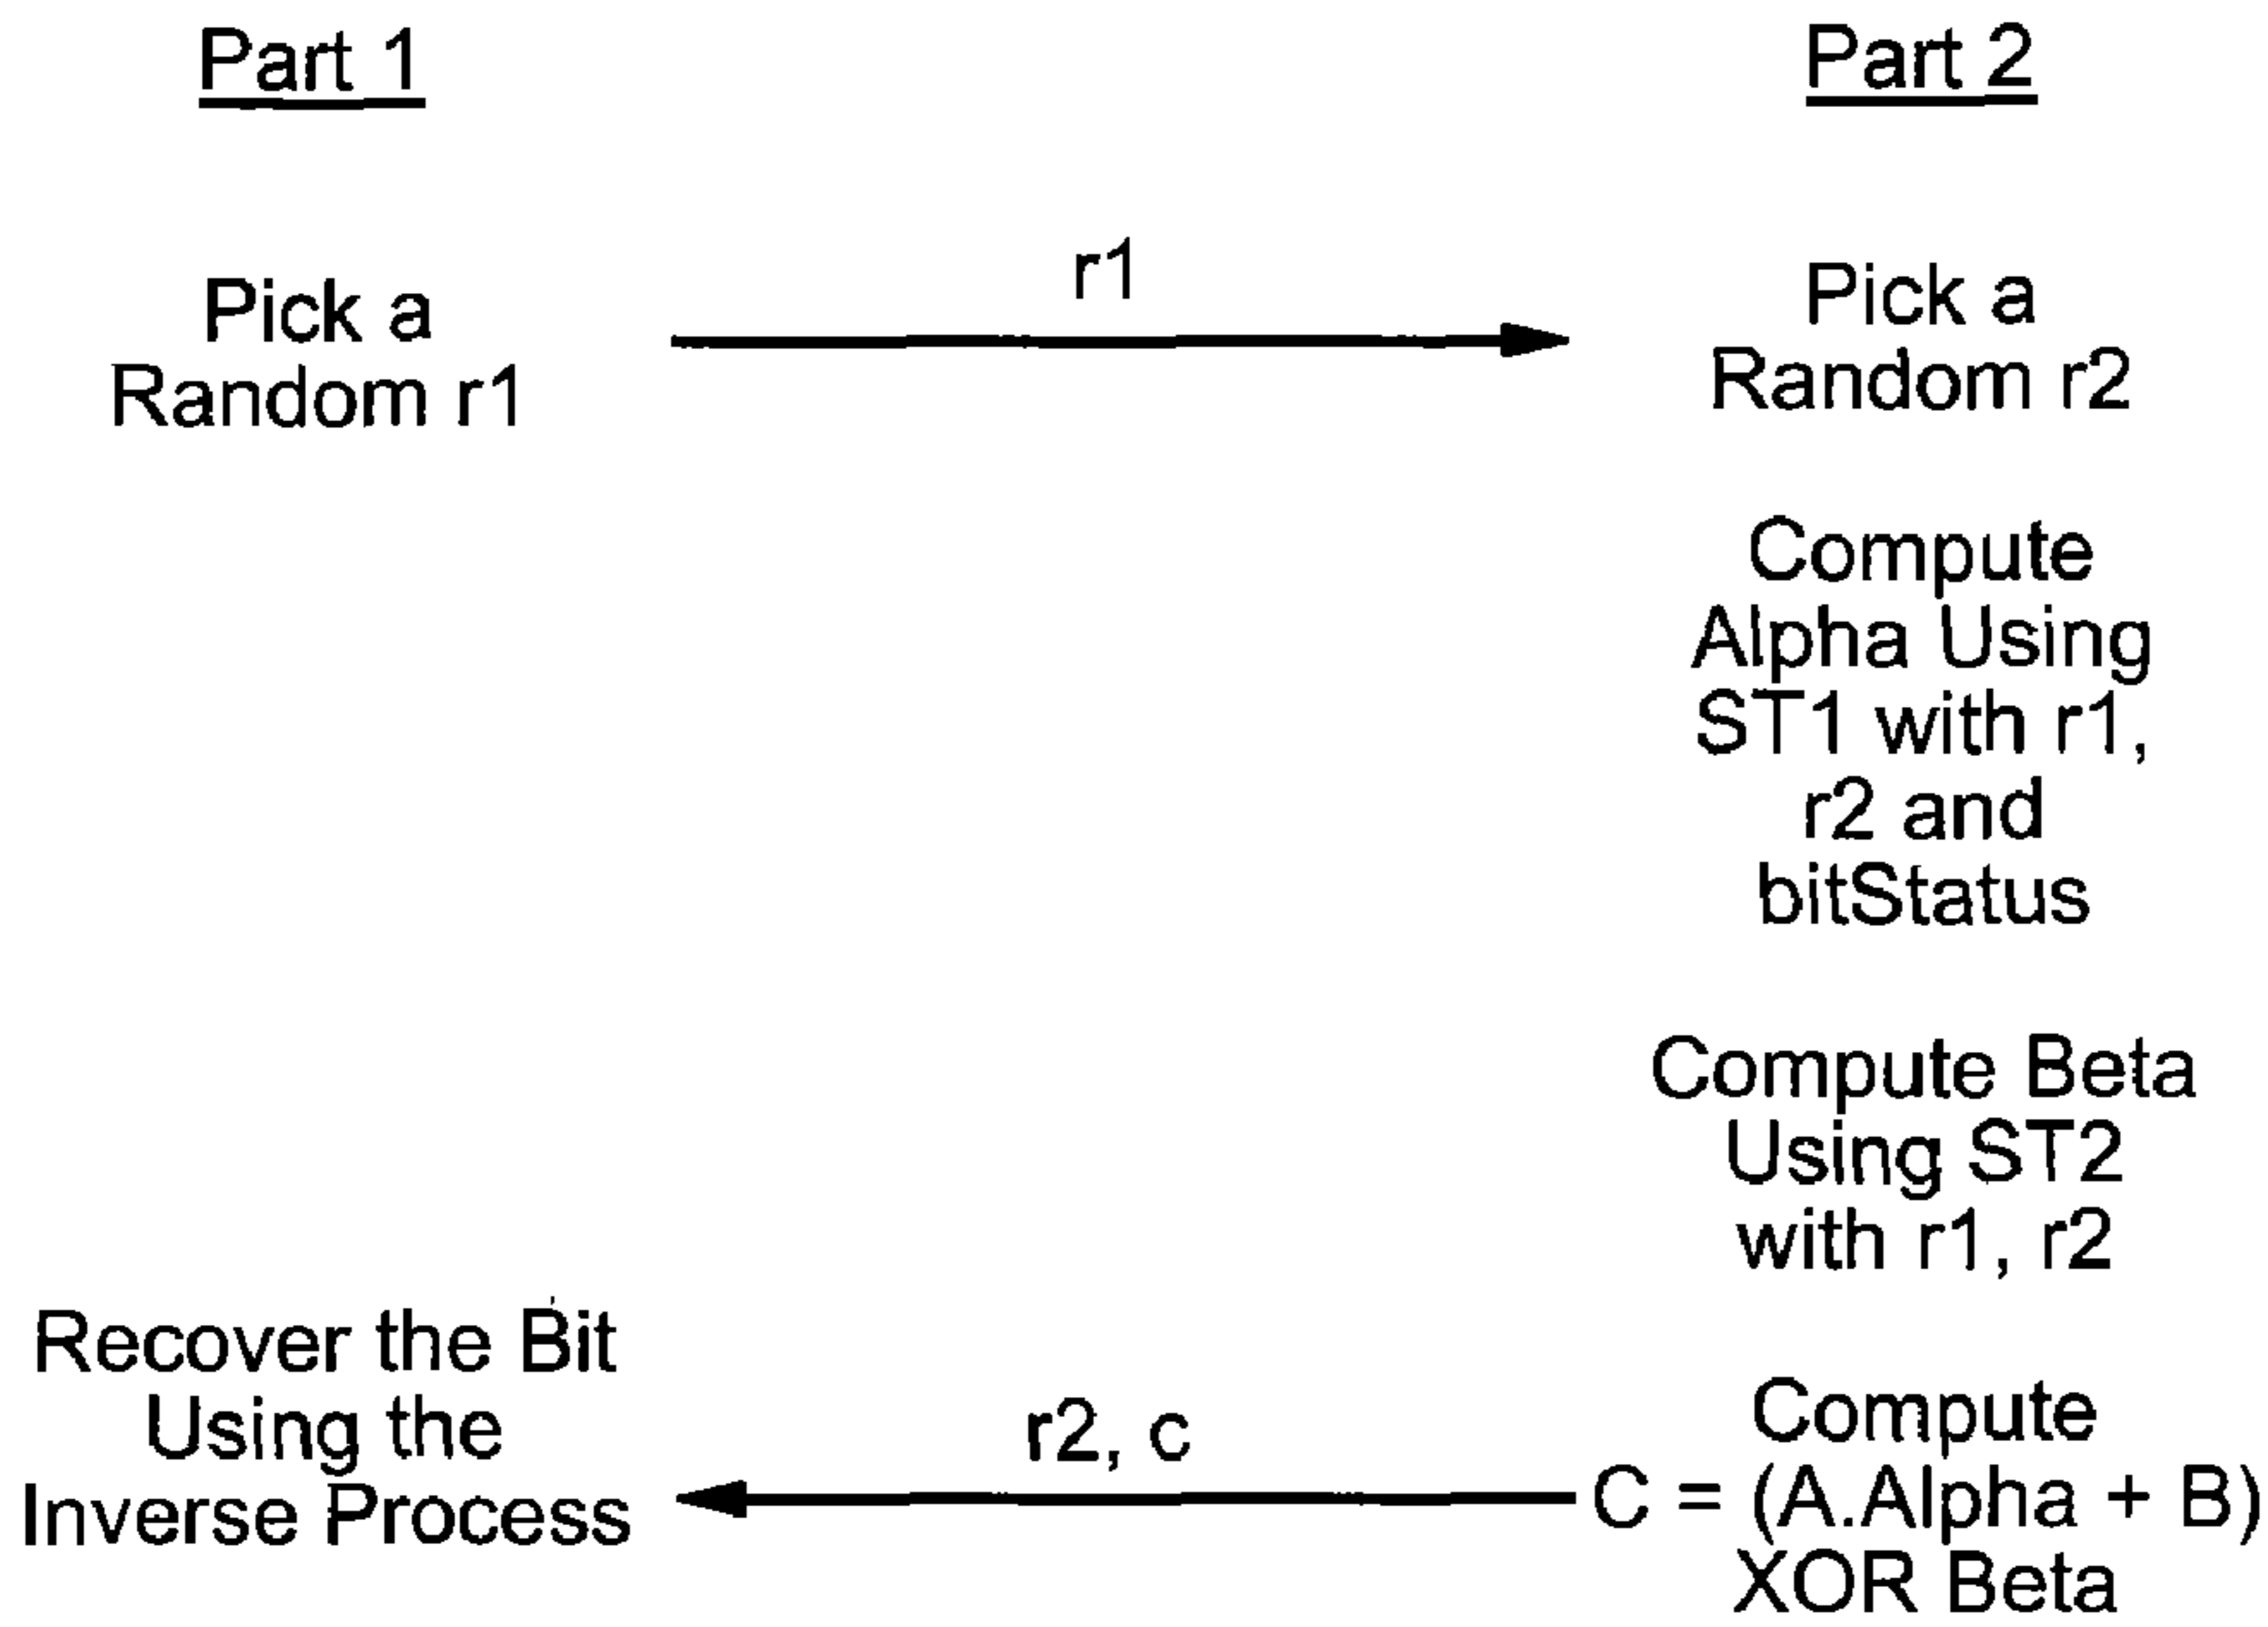 Part 1
Part 2
Pick a
Random r1
r1
Pick a
Random r2
Compute
Alpha Using
ST1 with r1,
r2 and
bitStatus
Compute Beta
Using ST2
with r1, r2
Recover the Bit
Using the
Inverse Process
r2, c
Compute
C = (A.Alpha + B)
XOR Beta